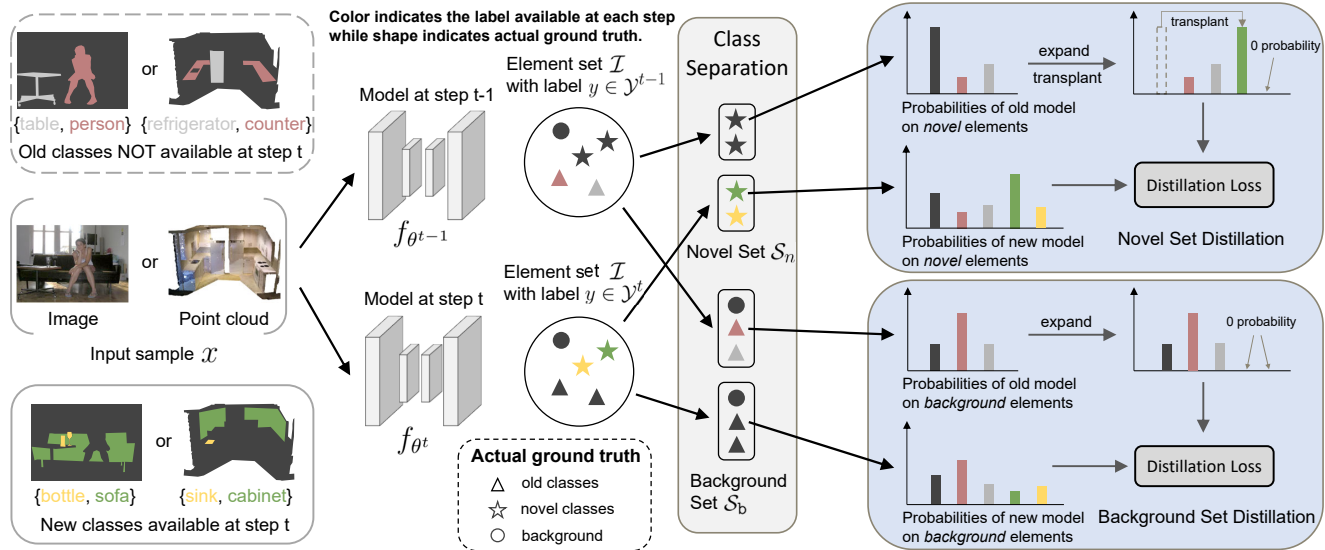 Color indicates the label available at each step
while shape indicates actual ground truth.
or
{table, person}
{refrigerator, counter}
Old classes NOT available at step t
or
Image
Point cloud
Input sample x
or
{bottle, sofa}
{sink, cabinet}
New classes available at step t
Model at step t-1
f_{θ^{t−1}}
Model at step t
f_{θ^t}
Element set I
with label y ∈ Y^{t−1}
Element set I
with label y ∈ Y^t
Actual ground truth
old classes
novel classes
background
Class
Separation
Novel Set S_n
Background
Set S_b
Probabilities of old model
on novel elements
expand
transplant
transplant
0 probability
Probabilities of new model
on novel elements
Distillation Loss
Novel Set Distillation
Probabilities of old model
on background elements
expand
0 probability
Probabilities of new model
on background elements
Distillation Loss
Background Set Distillation